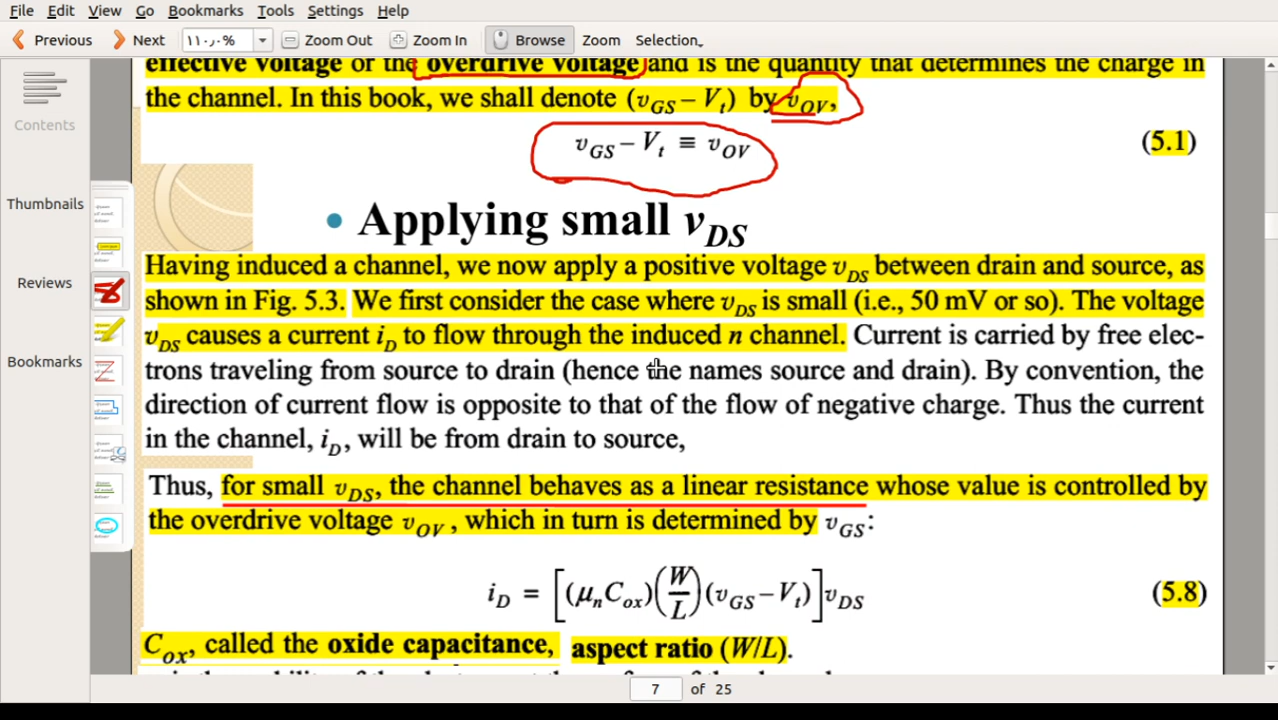 File Edit View Go Bookmarks Tools Settings Help
Previous Next ١١٠٫٠% Zoom Out Zoom In Browse Zoom Selection
Contents
Thumbnails
Reviews
Bookmarks
effective voltage or the overdrive voltage and is the quantity that determines the charge in
the channel. In this book, we shall denote (vGS – Vt) by vOV,
vGS – Vt ≡ vOV (5.1)
• Applying small vDS
Having induced a channel, we now apply a positive voltage vDS between drain and source, as
shown in Fig. 5.3. We first consider the case where vDS is small (i.e., 50 mV or so). The voltage
vDS causes a current iD to flow through the induced n channel. Current is carried by free elec-
trons traveling from source to drain (hence the names source and drain). By convention, the
direction of current flow is opposite to that of the flow of negative charge. Thus the current
in the channel, iD, will be from drain to source,
Thus, for small vDS, the channel behaves as a linear resistance whose value is controlled by
the overdrive voltage vOV, which in turn is determined by vGS:
iD = [(μnCox)(W/L)(vGS – Vt)]vDS (5.8)
Cox, called the oxide capacitance, aspect ratio (W/L).
7 of 25